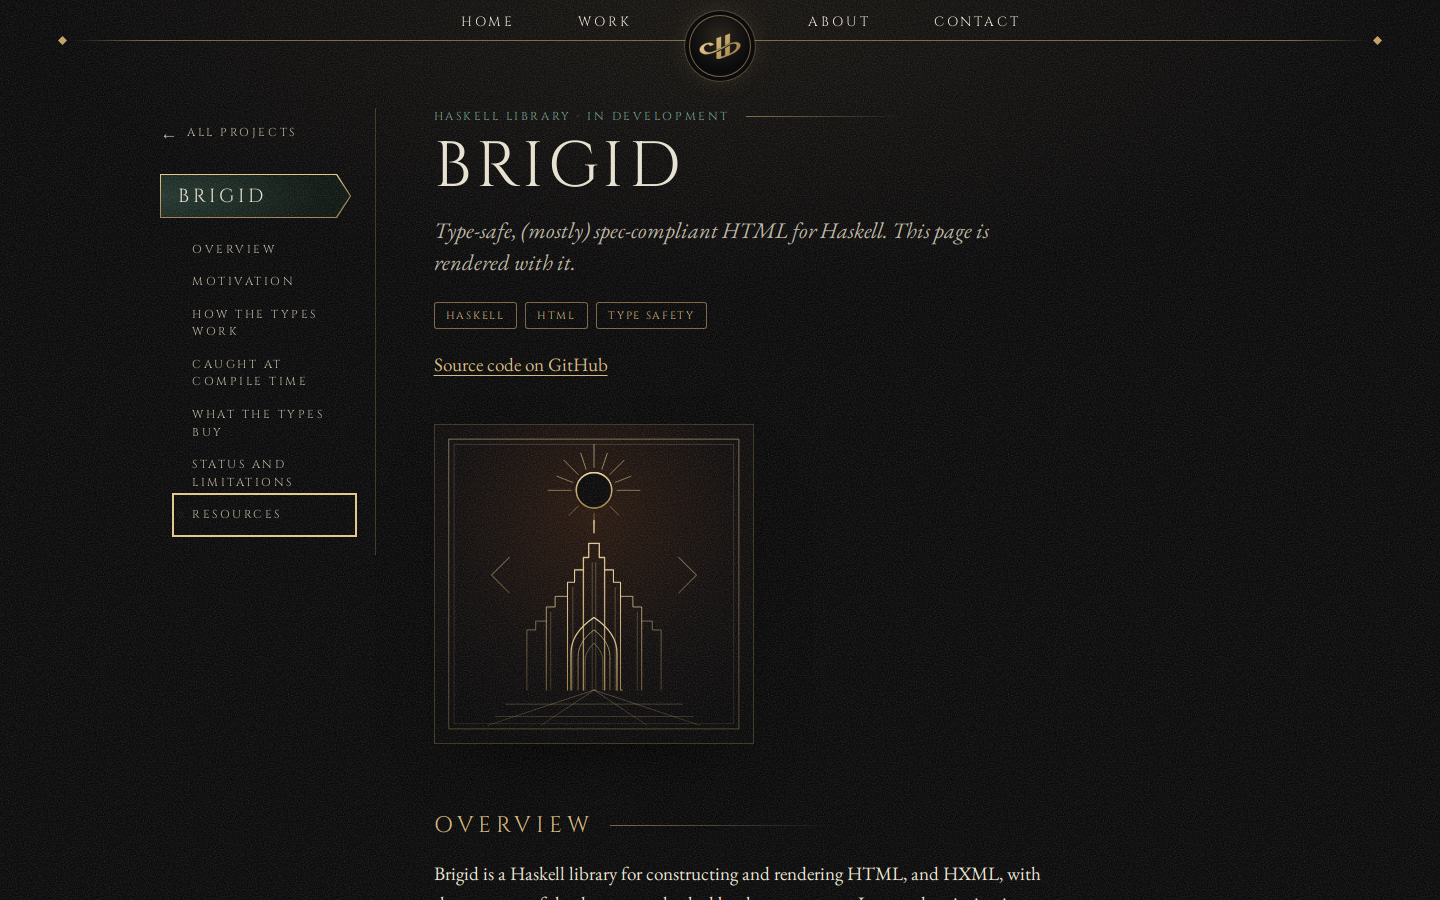 HOME
WORK
ABOUT
CONTACT
← ALL PROJECTS
BRIGID
OVERVIEW
MOTIVATION
HOW THE TYPES
WORK
CAUGHT AT
COMPILE TIME
WHAT THE TYPES
BUY
STATUS AND
LIMITATIONS
RESOURCES
HASKELL LIBRARY · IN DEVELOPMENT
BRIGID
Type-safe, (mostly) spec-compliant HTML for Haskell. This page is
rendered with it.
HASKELL
HTML
TYPE SAFETY
Source code on GitHub
OVERVIEW
Brigid is a Haskell library for constructing and rendering HTML, and HXML, with